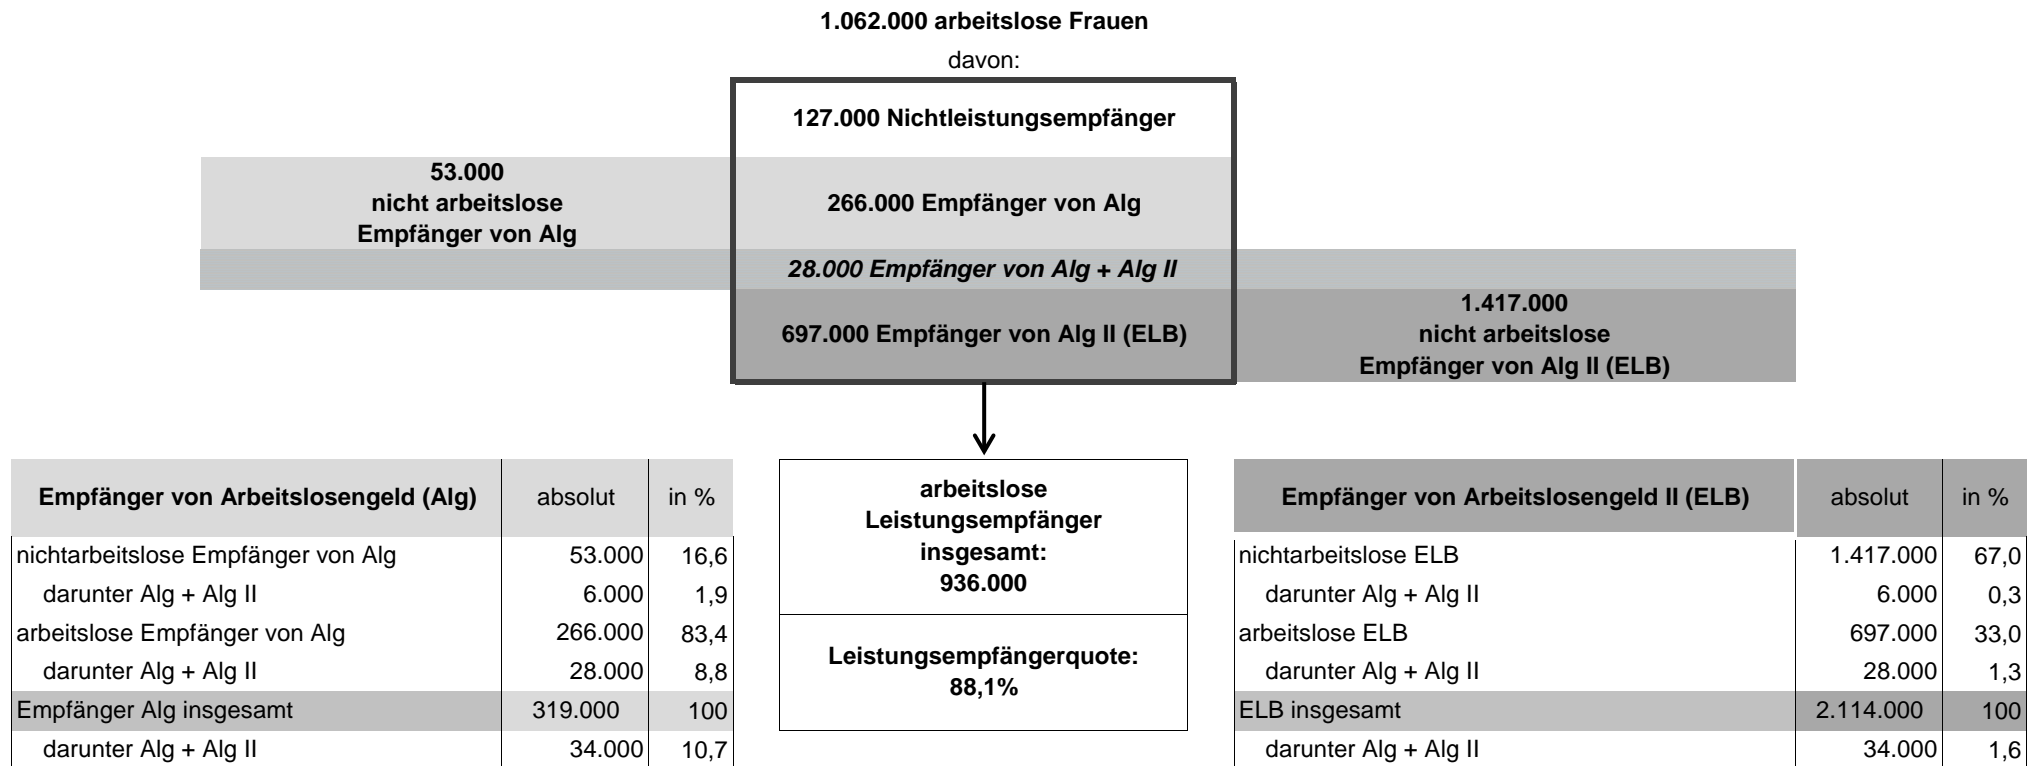 1.062.000 arbeitslose Frauen
davon:
127.000 Nichtleistungsempfänger
53.000
nicht arbeitslose
Empfänger von Alg
266.000 Empfänger von Alg
28.000 Empfänger von Alg + Alg II
697.000 Empfänger von Alg II (ELB)
1.417.000
nicht arbeitslose
Empfänger von Alg II (ELB)
Empfänger von Arbeitslosengeld (Alg) absolut in %
nichtarbeitslose Empfänger von Alg 53.000 16,6
darunter Alg + Alg II 6.000 1,9
arbeitslose Empfänger von Alg 266.000 83,4
darunter Alg + Alg II 28.000 8,8
Empfänger Alg insgesamt 319.000 100
darunter Alg + Alg II 34.000 10,7
arbeitslose
Leistungsempfänger
insgesamt:
936.000
Leistungsempfängerquote:
88,1%
Empfänger von Arbeitslosengeld II (ELB) absolut in %
nichtarbeitslose ELB 1.417.000 67,0
darunter Alg + Alg II 6.000 0,3
arbeitslose ELB 697.000 33,0
darunter Alg + Alg II 28.000 1,3
ELB insgesamt 2.114.000 100
darunter Alg + Alg II 34.000 1,6